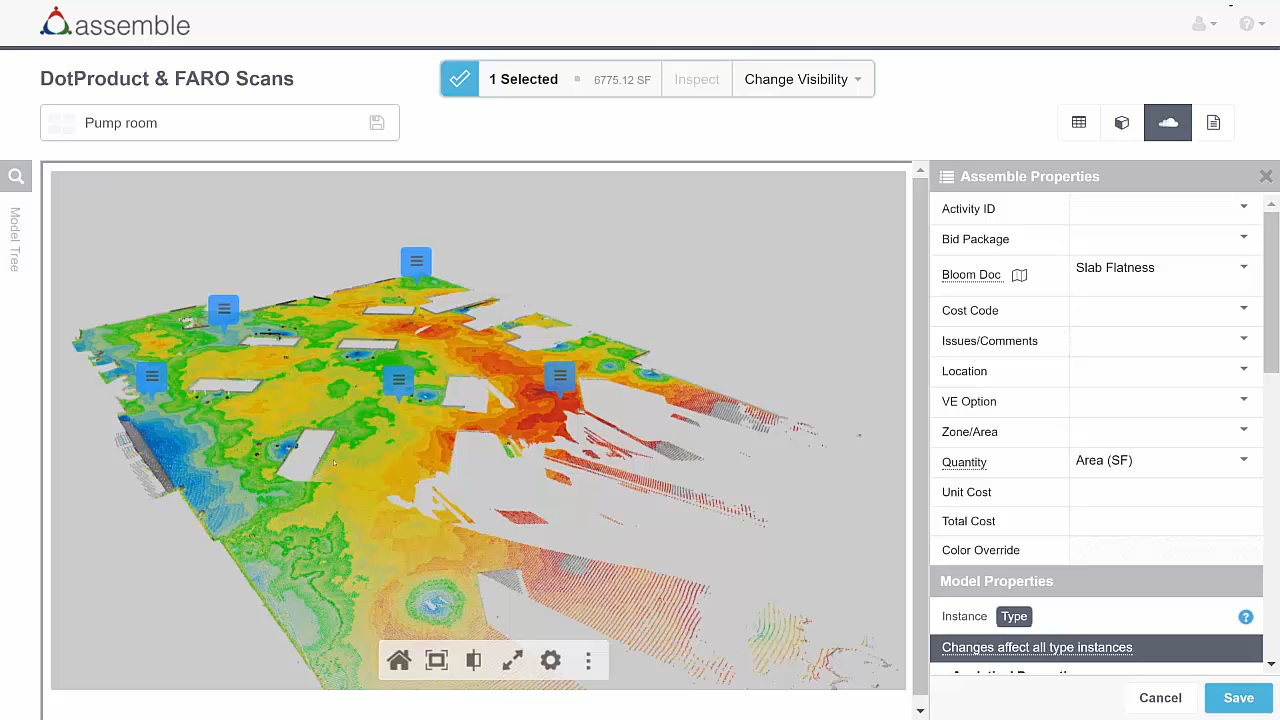 assemble
DotProduct & FARO Scans
1 Selected 6775.12 SF Inspect Change Visibility
Pump room
Model Tree
Assemble Properties
Activity ID
Bid Package
Bloom Doc Slab Flatness
Cost Code
Issues/Comments
Location
VE Option
Zone/Area
Quantity Area (SF)
Unit Cost
Total Cost
Color Override
Model Properties
Instance Type ?
Changes affect all type instances
Cancel Save